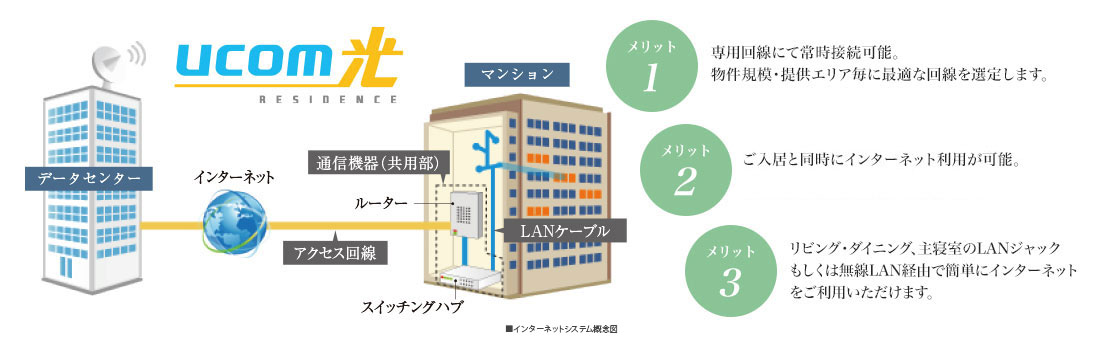 UCOM光
RESIDENCE
データセンター
インターネット
アクセス回線
マンション
通信機器（共用部）
ルーター
LANケーブル
スイッチングハブ
■インターネットシステム概念図
メリット
1
専用回線にて常時接続可能。
物件規模・提供エリア毎に最適な回線を選定します。
メリット
2
ご入居と同時にインターネット利用が可能。
メリット
3
リビング・ダイニング、主寝室のLANジャック
もしくは無線LAN経由で簡単にインターネット
をご利用いただけます。